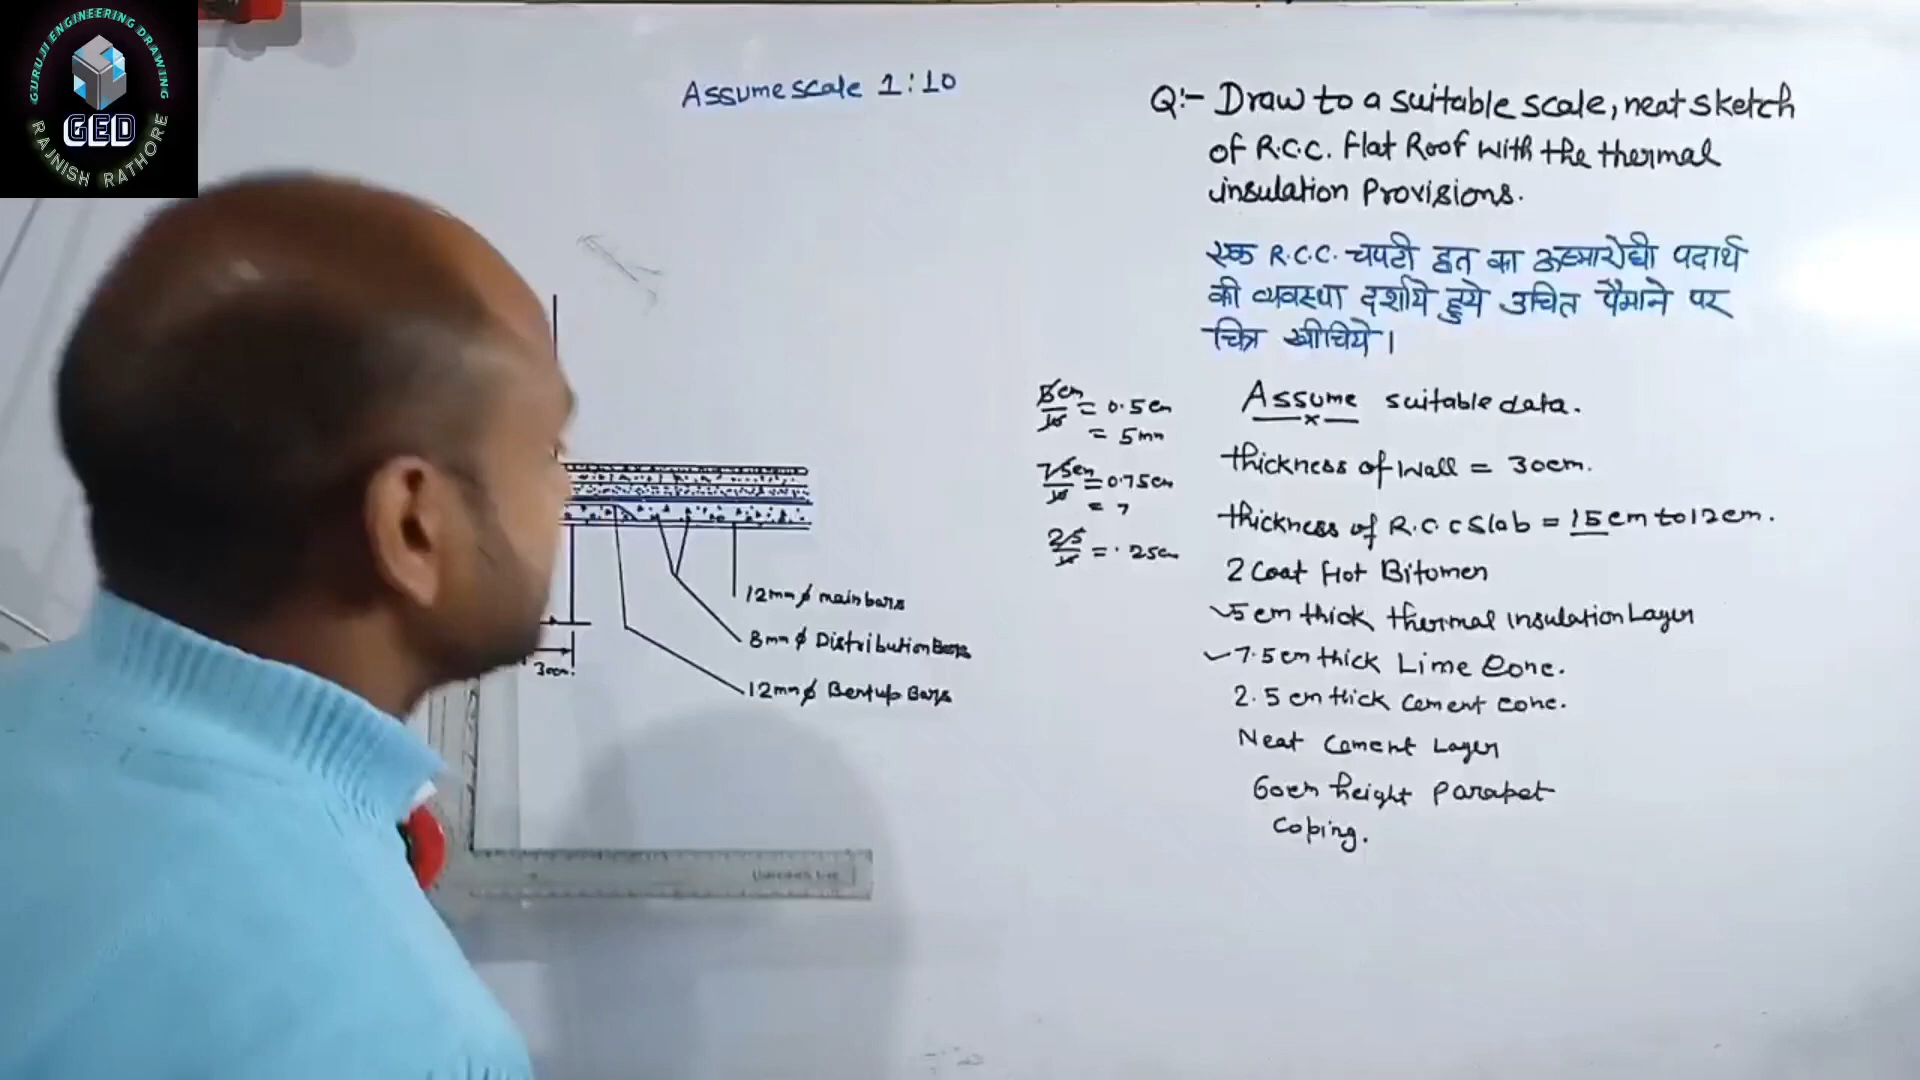 GURUJI ENGINEERING DRAWING
GED
RAJNISH RATHORE
Assume scale 1:10
Q:- Draw to a suitable scale, neat sketch
of R.C.C. Flat Roof with the thermal
insulation Provisions.
एक R.C.C. चपटी छत का ऊष्मारोधी पदार्थ
की व्यवस्था दर्शाये हुये उचित पैमाने पर
चित्र खीचिये।
Assume suitable data.
thickness of Wall = 30cm.
thickness of R.C.C Slab = 15cm to 12cm.
2 Coat Hot Bitumen
✓5cm thick thermal insulation Layer
✓7.5cm thick Lime Conc.
2.5cm thick Cement Conc.
Neat Cement Layer
60cm height Parapet
Coping.
5cm/10 = 0.5cm
= 5mm
7.5cm/10 = 0.75cm
= 7
2.5/10 = .25cm
12mm ϕ main bars
8mm ϕ Distribution Bars
12mm ϕ Bentup Bars
30cm.